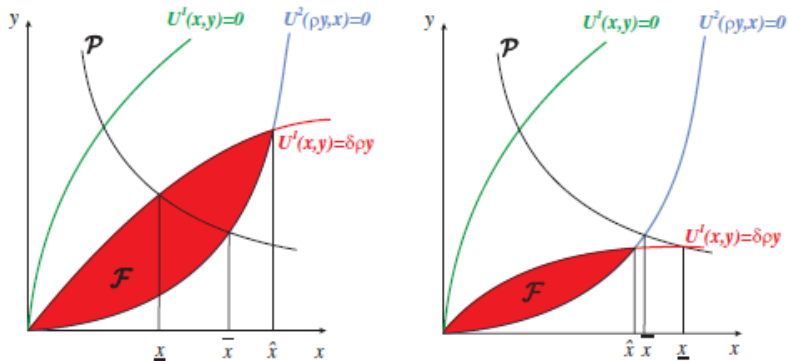 y
𝒫
U¹(x,y)=0
U²(ρy,x)=0
U¹(x,y)=δρy
ℱ
x̲ x̄ x̂ x
y
𝒫
U¹(x,y)=0
U²(ρy,x)=0
U¹(x,y)=δρy
ℱ
x̂ x̄ x̲ x